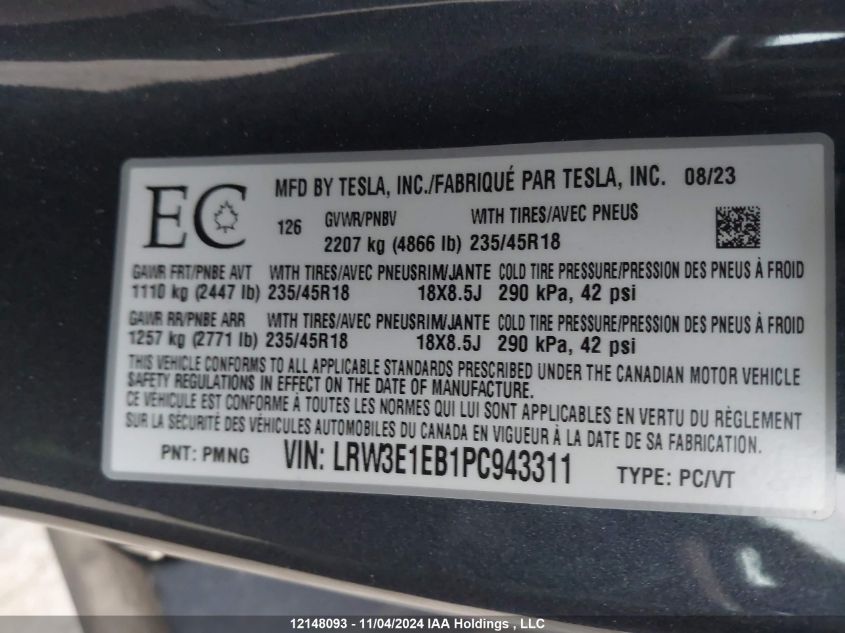 EC
MFD BY TESLA, INC./FABRIQUÉ PAR TESLA, INC. 08/23
126 GVWR/PNBV WITH TIRES/AVEC PNEUS
2207 kg (4866 lb) 235/45R18
GAWR FRT/PNBE AVT WITH TIRES/AVEC PNEUS RIM/JANTE COLD TIRE PRESSURE/PRESSION DES PNEUS À FROID
1110 kg (2447 lb) 235/45R18 18X8.5J 290 kPa, 42 psi
GAWR RR/PNBE ARR WITH TIRES/AVEC PNEUS RIM/JANTE COLD TIRE PRESSURE/PRESSION DES PNEUS À FROID
1257 kg (2771 lb) 235/45R18 18X8.5J 290 kPa, 42 psi
THIS VEHICLE CONFORMS TO ALL APPLICABLE STANDARDS PRESCRIBED UNDER THE CANADIAN MOTOR VEHICLE
SAFETY REGULATIONS IN EFFECT ON THE DATE OF MANUFACTURE.
CE VÉHICULE EST CONFORME À TOUTES LES NORMES QUI LUI SONT APPLICABLES EN VERTU DU RÈGLEMENT
SUR LA SÉCURITÉ DES VÉHICULES AUTOMOBILES DU CANADA EN VIGUEUR À LA DATE DE SA FABRICATION.
PNT: PMNG VIN: LRW3E1EB1PC943311 TYPE: PC/VT
12148093 - 11/04/2024 IAA Holdings , LLC